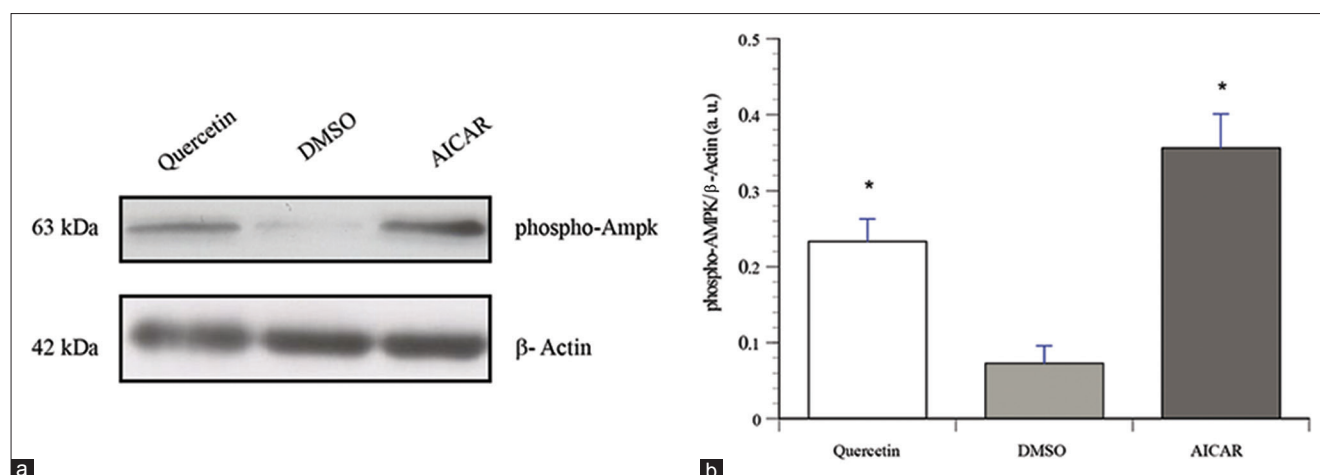 Quercetin
DMSO
AICAR
63 kDa
phospho-Ampk
42 kDa
β- Actin
a
phospho-AMPK/β-Actin (a. u.)
0.5
0.4
0.3
0.2
0.1
0
*
*
Quercetin
DMSO
AICAR
b